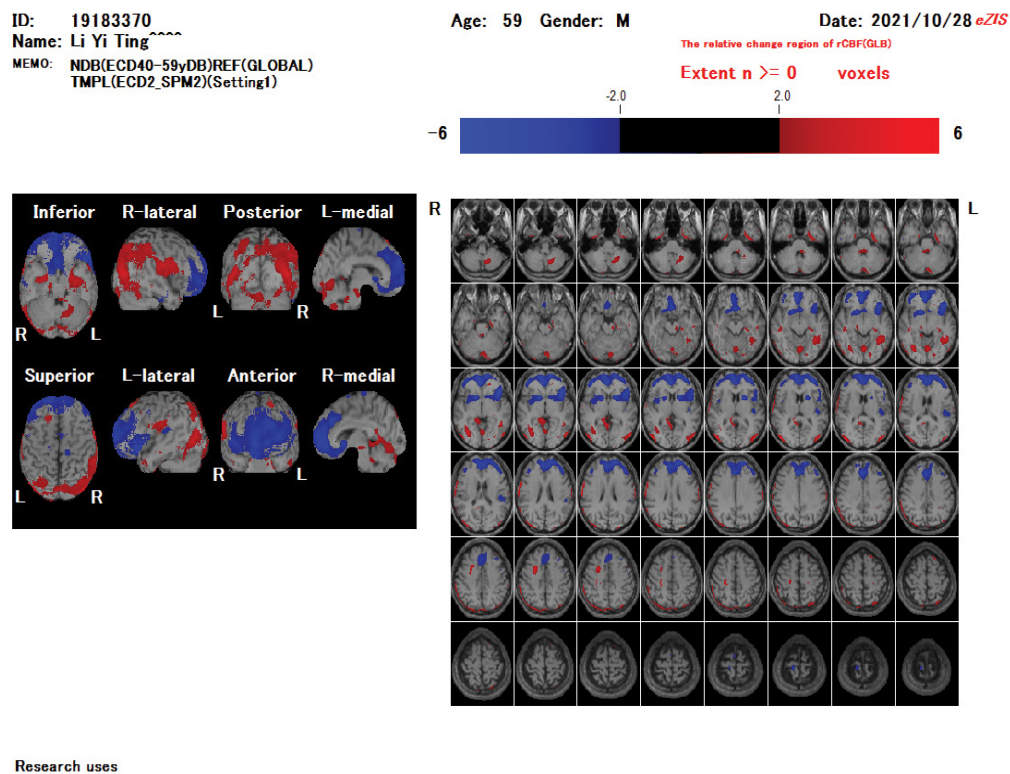 ID: 19183370
Name: Li Yi Ting^^^^
MEMO: NDB(ECD40-59yDB)REF(GLOBAL)
TMPL(ECD2_SPM2)(Setting1)
Age: 59 Gender: M
Date: 2021/10/28 eZIS
The relative change region of rCBF(GLB)
Extent n >= 0 voxels
-2.0 2.0
-6 6
Inferior R-lateral Posterior L-medial
R L L R
Superior L-lateral Anterior R-medial
L R R L
R L
Research uses